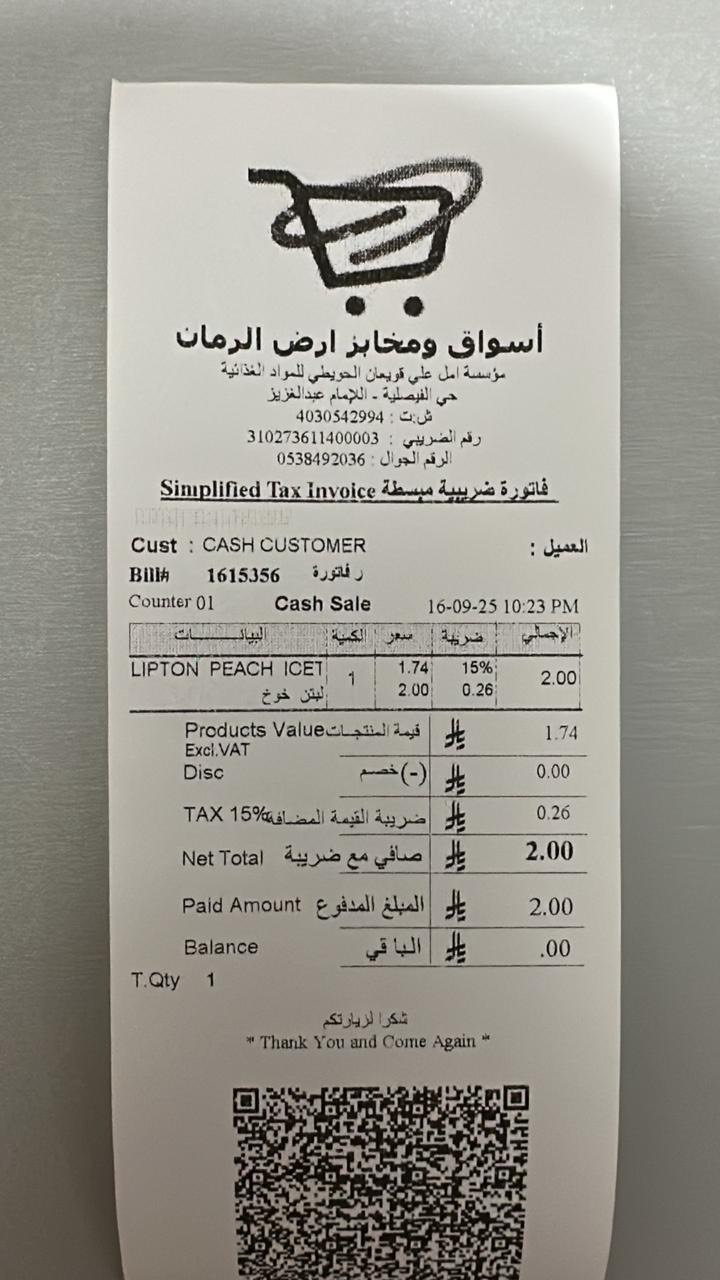 أسواق ومخابز ارض الرمان
مؤسسة امل علي قويعان الحويطي للمواد الغذائية
حي الفيصلية - اللإمام عبدالعزيز
ش:ت : 4030542994
رقم الضريبي : 310273611400003
الرقم الجوال : 0538492036
Simplified Tax Invoice فاتورة ضريبية مبسطة
Cust : CASH CUSTOMER العميل :
Bill# 1615356 ر فاتورة
Counter 01 Cash Sale 16-09-25 10:23 PM
البيانـــــات الكمية سعر ضريبة الإجمالي
LIPTON PEACH ICET 1 1.74 15% 2.00
لبتن خوخ 2.00 0.26
Products Value قيمة المنتجات 1.74
Excl.VAT
Disc (-)خصم 0.00
TAX 15% ضريبة القيمة المضافة 0.26
Net Total صافي مع ضريبة 2.00
Paid Amount المبلغ المدفوع 2.00
Balance البا قي .00
T.Qty 1
شكرا لزيارتكم
* Thank You and Come Again *